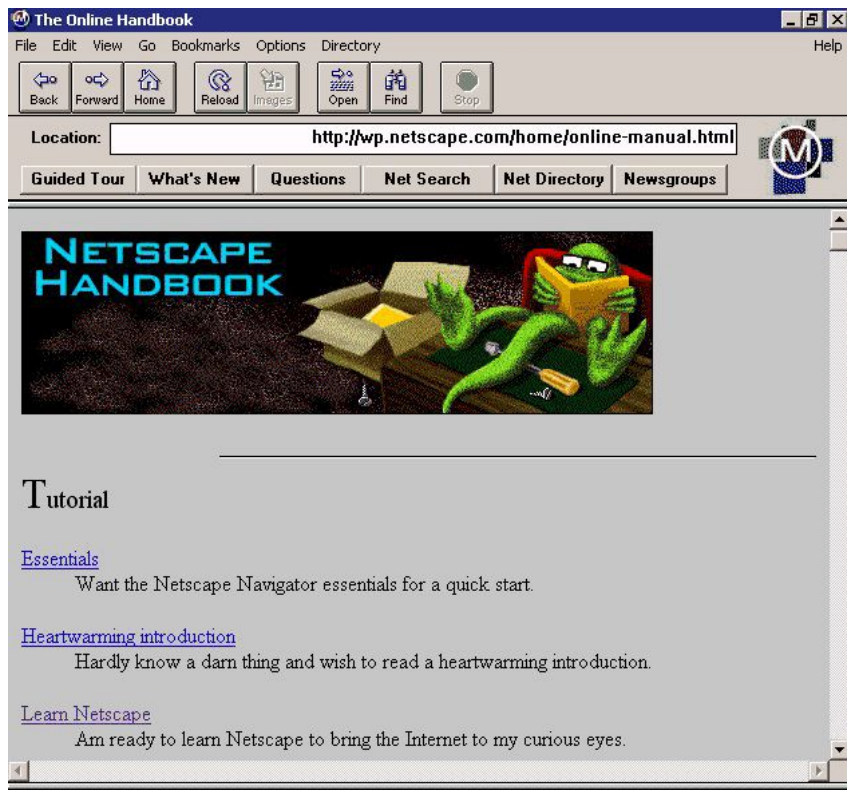 The Online Handbook
File Edit View Go Bookmarks Options Directory Help
Back Forward Home Reload Images Open Find Stop
Location: http://wp.netscape.com/home/online-manual.html
M
Guided Tour What's New Questions Net Search Net Directory Newsgroups
NETSCAPE
HANDBOOK
Tutorial
Essentials
Want the Netscape Navigator essentials for a quick start.
Heartwarming introduction
Hardly know a darn thing and wish to read a heartwarming introduction.
Learn Netscape
Am ready to learn Netscape to bring the Internet to my curious eyes.